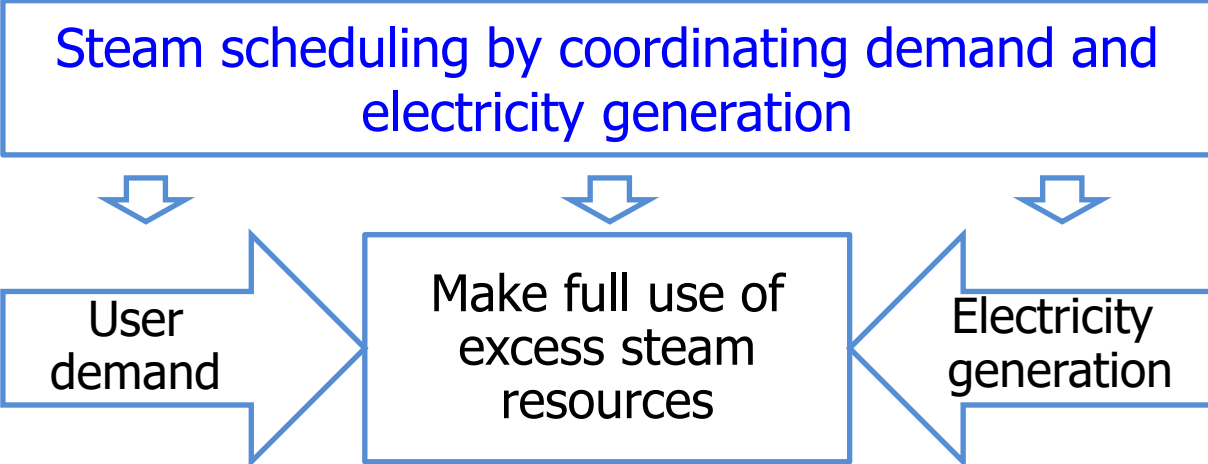 Steam scheduling by coordinating demand and
electricity generation
User
demand
Make full use of
excess steam
resources
Electricity
generation